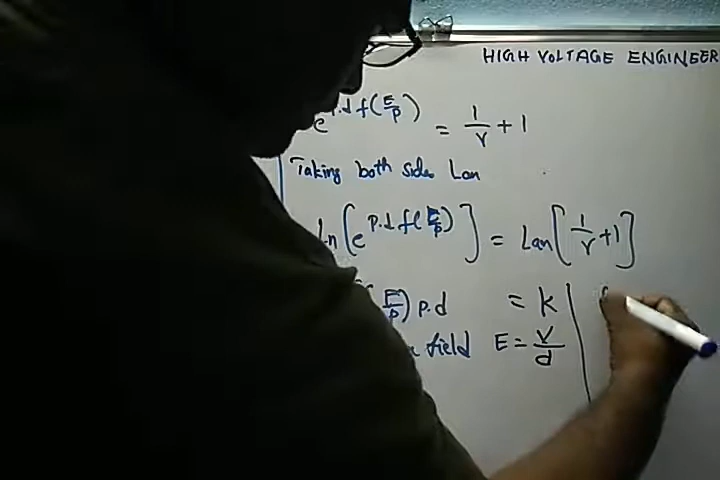 HIGH VOLTAGE ENGINEER
e^{p.d f(E/p)} = 1/γ + 1
Taking both side Lan
ln[e^{p.d f(E/p)}] = Lan[1/γ + 1]
(E/p) p.d = k
field E = V/d